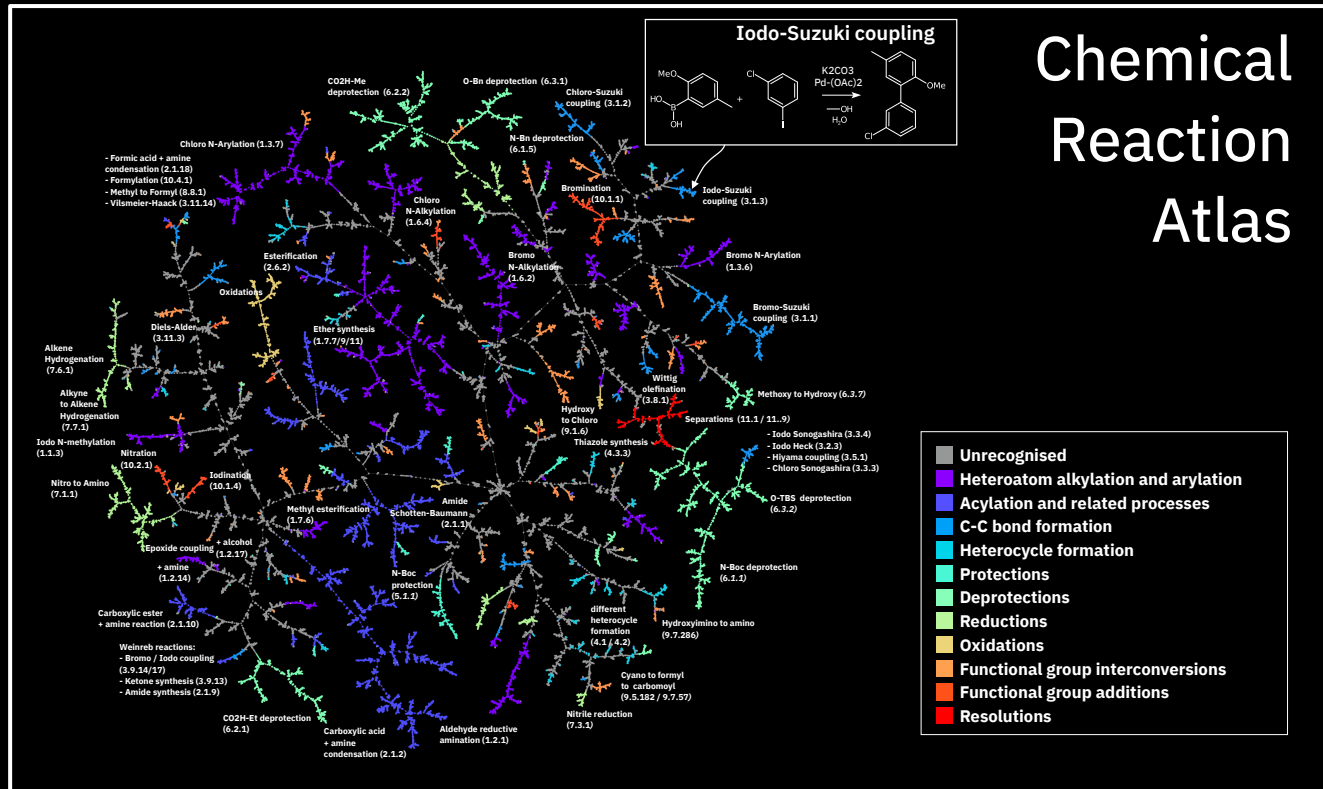 Chemical
Reaction
Atlas
Iodo-Suzuki coupling
MeO
HO
B
OH
+
Cl
I
K2CO3
Pd-(OAc)2
—OH
H₂O
OMe
Cl
CO2H-Me
deprotection (6.2.2)
O-Bn deprotection (6.3.1)
Chloro-Suzuki
coupling (3.1.2)
Chloro N-Arylation (1.3.7)
N-Bn deprotection
(6.1.5)
- Formic acid + amine
condensation (2.1.18)
- Formylation (10.4.1)
- Methyl to Formyl (8.8.1)
- Vilsmeier-Haack (3.11.14)
Bromination
(10.1.1)
Iodo-Suzuki
coupling (3.1.3)
Chloro
N-Alkylation
(1.6.4)
Esterification
(2.6.2)
Bromo
N-Alkylation
(1.6.2)
Bromo N-Arylation
(1.3.6)
Oxidations
Bromo-Suzuki
coupling (3.1.1)
Diels-Alder
(3.11.3)
Ether synthesis
(1.7.7/9/11)
Alkene
Hydrogenation
(7.6.1)
Alkyne
to Alkene
Hydrogenation
(7.7.1)
Wittig
olefination
(3.8.1)
Methoxy to Hydroxy (6.3.7)
Hydroxy
to Chloro
(9.1.6)
Separations (11.1 / 11..9)
Iodo N-methylation
(1.1.3)
Thiazole synthesis
(4.3.3)
- Iodo Sonogashira (3.3.4)
- Iodo Heck (3.2.3)
- Hiyama coupling (3.5.1)
- Chloro Sonogashira (3.3.3)
Nitration
(10.2.1)
Iodination
(10.1.4)
Nitro to Amino
(7.1.1)
Methyl esterification
(1.7.6)
Amide
Schotten-Baumann
(2.1.1)
O-TBS deprotection
(6.3.2)
Epoxide coupling
+ alcohol
(1.2.17)
+ amine
(1.2.14)
N-Boc
protection
(5.1.1)
N-Boc deprotection
(6.1.1)
Carboxylic ester
+ amine reaction (2.1.10)
different
heterocycle
formation
(4.1 / 4.2)
Hydroxyimino to amino
(9.7.286)
Weinreb reactions:
- Bromo / Iodo coupling
(3.9.14/17)
- Ketone synthesis (3.9.13)
- Amide synthesis (2.1.9)
Cyano to formyl
to carbomoyl
(9.5.182 / 9.7.57)
CO2H-Et deprotection
(6.2.1)
Carboxylic acid
+ amine
condensation (2.1.2)
Aldehyde reductive
amination (1.2.1)
Nitrile reduction
(7.3.1)
Unrecognised
Heteroatom alkylation and arylation
Acylation and related processes
C-C bond formation
Heterocycle formation
Protections
Deprotections
Reductions
Oxidations
Functional group interconversions
Functional group additions
Resolutions